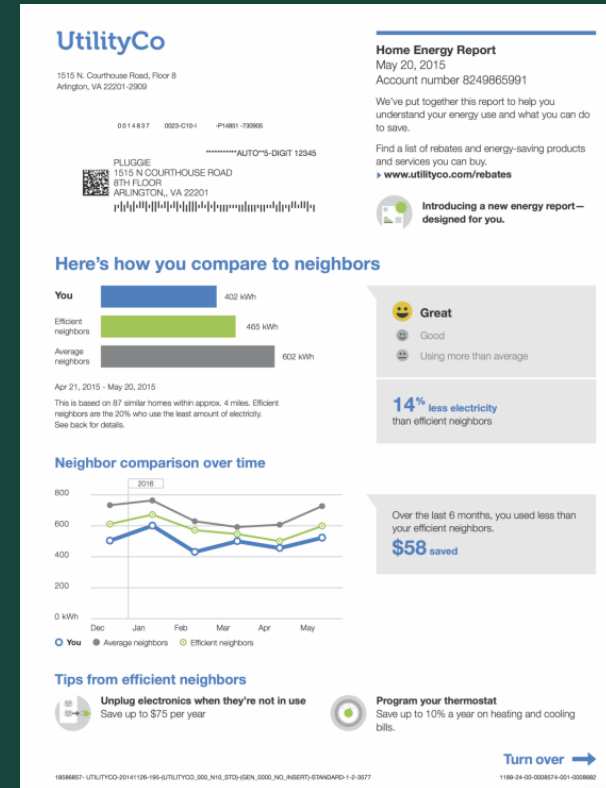 UtilityCo
1515 N. Courthouse Road, Floor 8
Arlington, VA 22201-2909
0014837 0023-C10-I -P14851-730805
***********AUTO**5-DIGIT 12345
PLUGGIE
1515 N COURTHOUSE ROAD
8TH FLOOR
ARLINGTON,, VA 22201
Home Energy Report
May 20, 2015
Account number 8249865991
We've put together this report to help you
understand your energy use and what you can do
to save.
Find a list of rebates and energy-saving products
and services you can buy.
www.utilityco.com/rebates
Introducing a new energy report—
designed for you.
Here's how you compare to neighbors
You
402 kWh
Efficient
neighbors
465 kWh
Average
neighbors
602 kWh
Apr 21, 2015 - May 20, 2015
This is based on 87 similar homes within approx. 4 miles. Efficient
neighbors are the 20% who use the least amount of electricity.
See back for details.
Great
Good
Using more than average
14% less electricity
than efficient neighbors
Neighbor comparison over time
2016
800
600
400
200
0 kWh
Dec Jan Feb Mar Apr May
You Average neighbors Efficient neighbors
Over the last 6 months, you used less than
your efficient neighbors.
$58 saved
Tips from efficient neighbors
Unplug electronics when they're not in use
Save up to $75 per year
Program your thermostat
Save up to 10% a year on heating and cooling
bills.
Turn over
16586857- UTILITYCO-20141126-195-(UTILITYCO_000_N10_STD)-(GEN_0000_NO_INSERT)-STANDARD-1-2-3577
1199-24-00-0008574-001-0008682